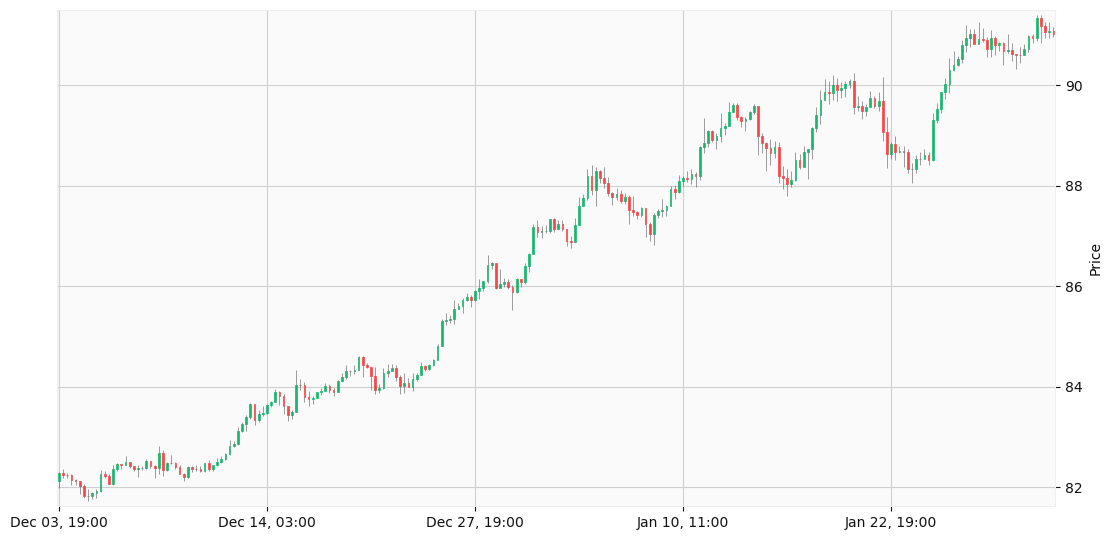 90
88
86
84
82
Price
Dec 03, 19:00
Dec 14, 03:00
Dec 27, 19:00
Jan 10, 11:00
Jan 22, 19:00